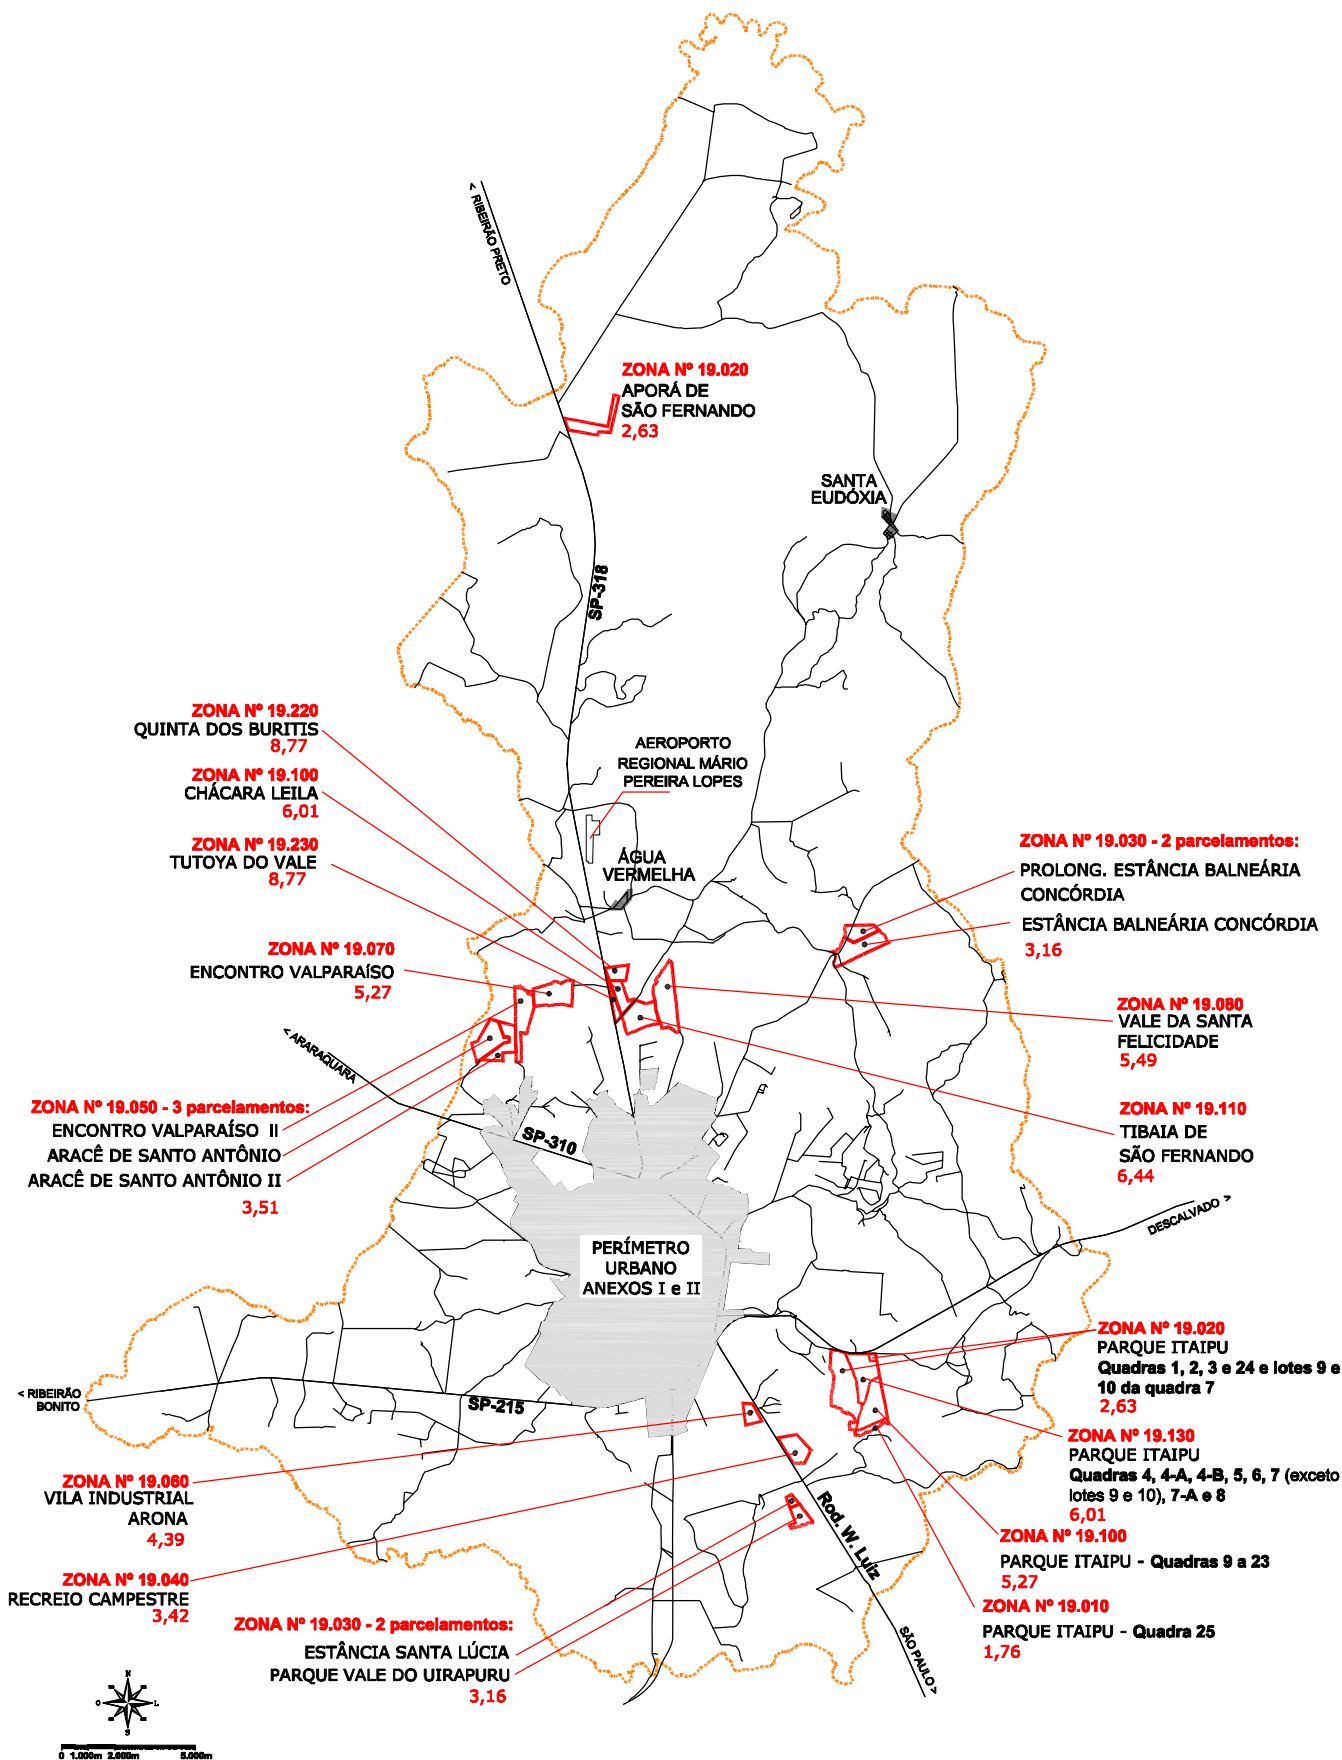 < RIBEIRÃO PRETO
ZONA Nº 19.020
APORÁ DE
SÃO FERNANDO
2,63
SANTA
EUDÓXIA
SP-318
ZONA Nº 19.220
QUINTA DOS BURITIS
8,77
ZONA Nº 19.100
CHÁCARA LEILA
6,01
ZONA Nº 19.230
TUTOYA DO VALE
8,77
AEROPORTO
REGIONAL MÁRIO
PEREIRA LOPES
ÁGUA
VERMELHA
ZONA Nº 19.030 - 2 parcelamentos:
PROLONG. ESTÂNCIA BALNEÁRIA
CONCÓRDIA
ESTÂNCIA BALNEÁRIA CONCÓRDIA
3,16
ZONA Nº 19.070
ENCONTRO VALPARAÍSO
5,27
ZONA Nº 19.080
VALE DA SANTA
FELICIDADE
5,49
< ARARAQUARA
ZONA Nº 19.050 - 3 parcelamentos:
ENCONTRO VALPARAÍSO II
ARACÊ DE SANTO ANTÔNIO
ARACÊ DE SANTO ANTÔNIO II
3,51
SP-310
ZONA Nº 19.110
TIBAIA DE
SÃO FERNANDO
6,44
DESCALVADO >
PERÍMETRO
URBANO
ANEXOS I e II
ZONA Nº 19.020
PARQUE ITAIPU
Quadras 1, 2, 3 e 24 e lotes 9 e
10 da quadra 7
2,63
< RIBEIRÃO
BONITO
SP-215
ZONA Nº 19.130
PARQUE ITAIPU
Quadras 4, 4-A, 4-B, 5, 6, 7 (exceto
lotes 9 e 10), 7-A e 8
6,01
ZONA Nº 19.060
VILA INDUSTRIAL
ARONA
4,39
Rod. W. Luiz
ZONA Nº 19.100
PARQUE ITAIPU - Quadras 9 a 23
5,27
ZONA Nº 19.040
RECREIO CAMPESTRE
3,42
ZONA Nº 19.010
PARQUE ITAIPU - Quadra 25
1,76
ZONA Nº 19.030 - 2 parcelamentos:
ESTÂNCIA SANTA LÚCIA
PARQUE VALE DO UIRAPURU
3,16
SÃO PAULO >
N
O
L
S
0 1.000m 2.000m 5.000m